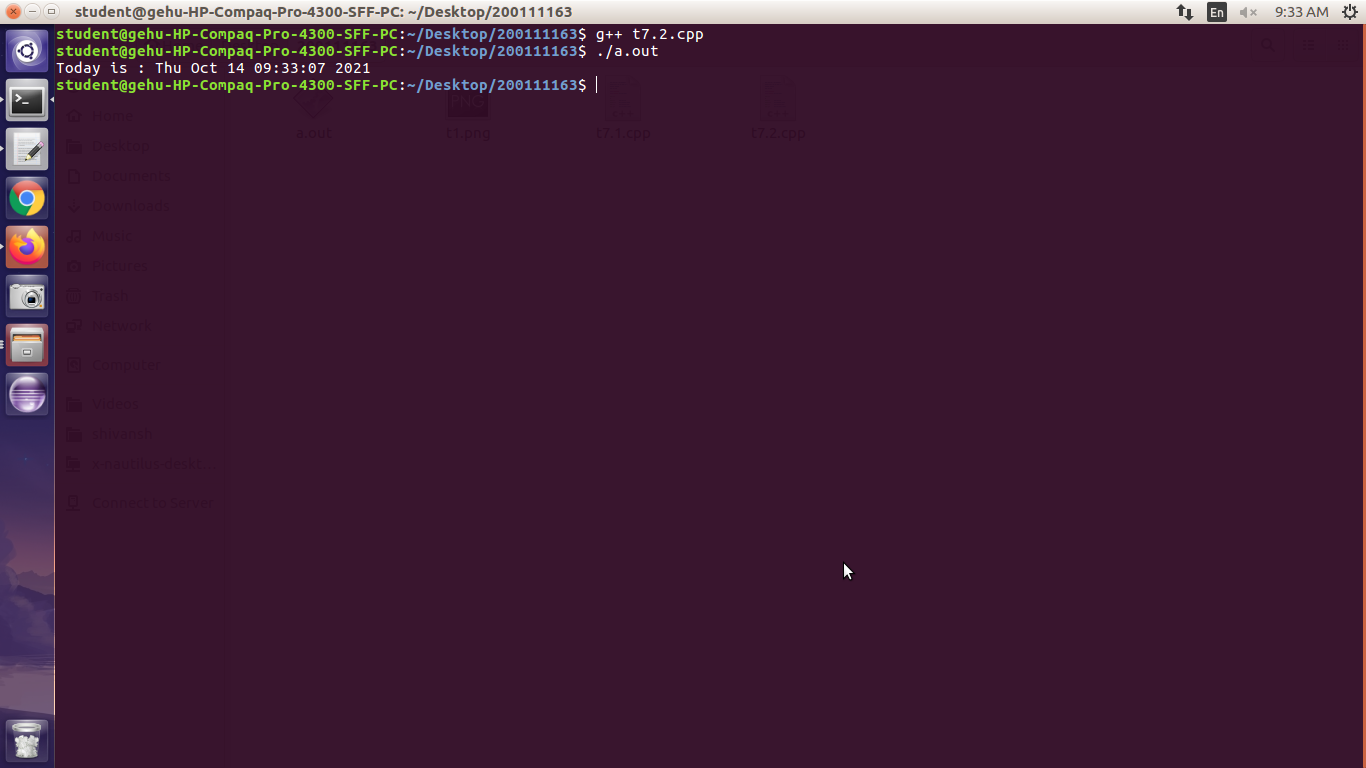 student@gehu-HP-Compaq-Pro-4300-SFF-PC: ~/Desktop/200111163
En
9:33 AM
student@gehu-HP-Compaq-Pro-4300-SFF-PC:~/Desktop/200111163$ g++ t7.2.cpp
student@gehu-HP-Compaq-Pro-4300-SFF-PC:~/Desktop/200111163$ ./a.out
Today is : Thu Oct 14 09:33:07 2021
student@gehu-HP-Compaq-Pro-4300-SFF-PC:~/Desktop/200111163$
PNG
a.out t1.png t7.1.cpp t7.2.cpp
Home
Desktop
Documents
Downloads
Music
Pictures
Trash
Network
Computer
Videos
shivansh
x-nautilus-deskt...
Connect to Server